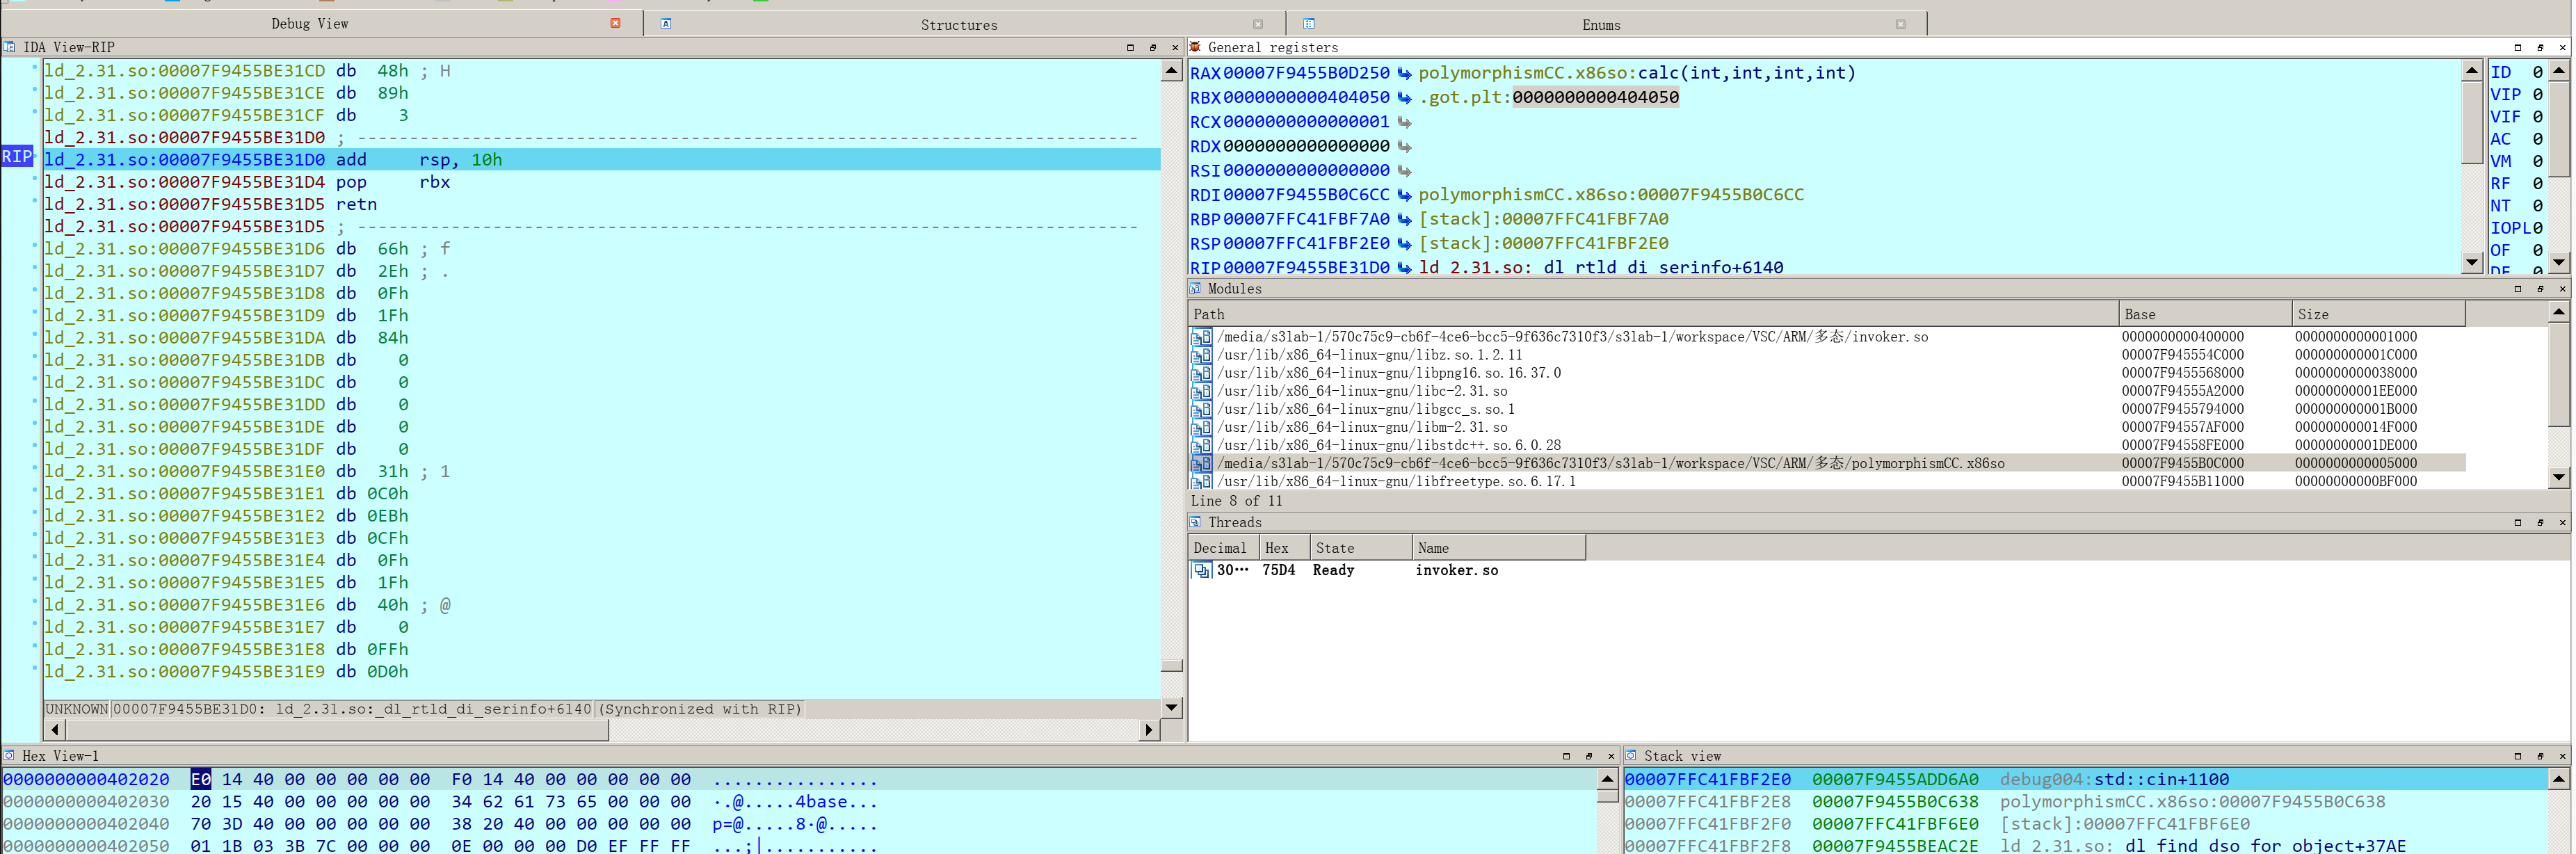 Debug View
Structures
Enums
IDA View-RIP
ld_2.31.so:00007F9455BE31CD db 48h ; H
ld_2.31.so:00007F9455BE31CE db 89h
ld_2.31.so:00007F9455BE31CF db 3
ld_2.31.so:00007F9455BE31D0 ; ---------------------------------------------------------------------------
RIP ld_2.31.so:00007F9455BE31D0 add rsp, 10h
ld_2.31.so:00007F9455BE31D4 pop rbx
ld_2.31.so:00007F9455BE31D5 retn
ld_2.31.so:00007F9455BE31D5 ; ---------------------------------------------------------------------------
ld_2.31.so:00007F9455BE31D6 db 66h ; f
ld_2.31.so:00007F9455BE31D7 db 2Eh ; .
ld_2.31.so:00007F9455BE31D8 db 0Fh
ld_2.31.so:00007F9455BE31D9 db 1Fh
ld_2.31.so:00007F9455BE31DA db 84h
ld_2.31.so:00007F9455BE31DB db 0
ld_2.31.so:00007F9455BE31DC db 0
ld_2.31.so:00007F9455BE31DD db 0
ld_2.31.so:00007F9455BE31DE db 0
ld_2.31.so:00007F9455BE31DF db 0
ld_2.31.so:00007F9455BE31E0 db 31h ; 1
ld_2.31.so:00007F9455BE31E1 db 0C0h
ld_2.31.so:00007F9455BE31E2 db 0EBh
ld_2.31.so:00007F9455BE31E3 db 0CFh
ld_2.31.so:00007F9455BE31E4 db 0Fh
ld_2.31.so:00007F9455BE31E5 db 1Fh
ld_2.31.so:00007F9455BE31E6 db 40h ; @
ld_2.31.so:00007F9455BE31E7 db 0
ld_2.31.so:00007F9455BE31E8 db 0FFh
ld_2.31.so:00007F9455BE31E9 db 0D0h
UNKNOWN 00007F9455BE31D0: ld_2.31.so:_dl_rtld_di_serinfo+6140 (Synchronized with RIP)
General registers
RAX 00007F9455B0D250 polymorphismCC.x86so:calc(int,int,int,int)
RBX 0000000000404050 .got.plt:0000000000404050
RCX 0000000000000001
RDX 0000000000000000
RSI 0000000000000000
RDI 00007F9455B0C6CC polymorphismCC.x86so:00007F9455B0C6CC
RBP 00007FFC41FBF7A0 [stack]:00007FFC41FBF7A0
RSP 00007FFC41FBF2E0 [stack]:00007FFC41FBF2E0
RIP 00007F9455BE31D0 ld_2.31.so:_dl_rtld_di_serinfo+6140
ID 0
VIP 0
VIF 0
AC 0
VM 0
RF 0
NT 0
IOPL 0
OF 0
DF 0
Modules
Path Base Size
/media/s3lab-1/570c75c9-cb6f-4ce6-bcc5-9f636c7310f3/s3lab-1/workspace/VSC/ARM/多态/invoker.so 0000000000400000 0000000000001000
/usr/lib/x86_64-linux-gnu/libz.so.1.2.11 00007F945554C000 000000000001C000
/usr/lib/x86_64-linux-gnu/libpng16.so.16.37.0 00007F9455568000 0000000000038000
/usr/lib/x86_64-linux-gnu/libc-2.31.so 00007F94555A2000 00000000001EE000
/usr/lib/x86_64-linux-gnu/libgcc_s.so.1 00007F9455794000 000000000001B000
/usr/lib/x86_64-linux-gnu/libm-2.31.so 00007F94557AF000 000000000014F000
/usr/lib/x86_64-linux-gnu/libstdc++.so.6.0.28 00007F94558FE000 00000000001DE000
/media/s3lab-1/570c75c9-cb6f-4ce6-bcc5-9f636c7310f3/s3lab-1/workspace/VSC/ARM/多态/polymorphismCC.x86so 00007F9455B0C000 0000000000005000
/usr/lib/x86_64-linux-gnu/libfreetype.so.6.17.1 00007F9455B11000 00000000000BF000
Line 8 of 11
Threads
Decimal Hex State Name
30… 75D4 Ready invoker.so
Hex View-1
0000000000402020 E0 14 40 00 00 00 00 00 F0 14 40 00 00 00 00 00 ................
0000000000402030 20 15 40 00 00 00 00 00 34 62 61 73 65 00 00 00 ·.@.....4base...
0000000000402040 70 3D 40 00 00 00 00 00 38 20 40 00 00 00 00 00 p=@.....8·@.....
0000000000402050 01 1B 03 3B 7C 00 00 00 0E 00 00 00 D0 EF FF FF ...;|...........
Stack view
00007FFC41FBF2E0 00007F9455ADD6A0 debug004:std::cin+1100
00007FFC41FBF2E8 00007F9455B0C638 polymorphismCC.x86so:00007F9455B0C638
00007FFC41FBF2F0 00007FFC41FBF6E0 [stack]:00007FFC41FBF6E0
00007FFC41FBF2F8 00007F9455BEAC2E ld_2.31.so:_dl_find_dso_for_object+37AE